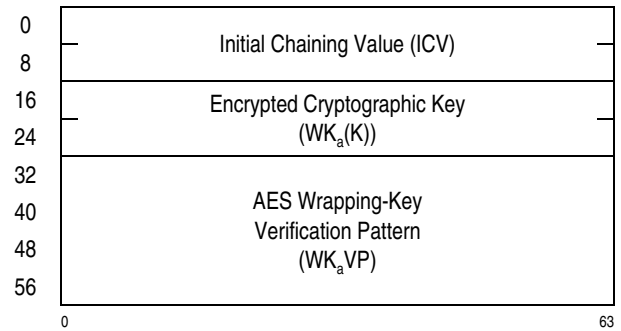 0
Initial Chaining Value (ICV)
8
16
Encrypted Cryptographic Key
(WKa(K))
24
32
40
AES Wrapping-Key
Verification Pattern
(WKaVP)
48
56
0 63